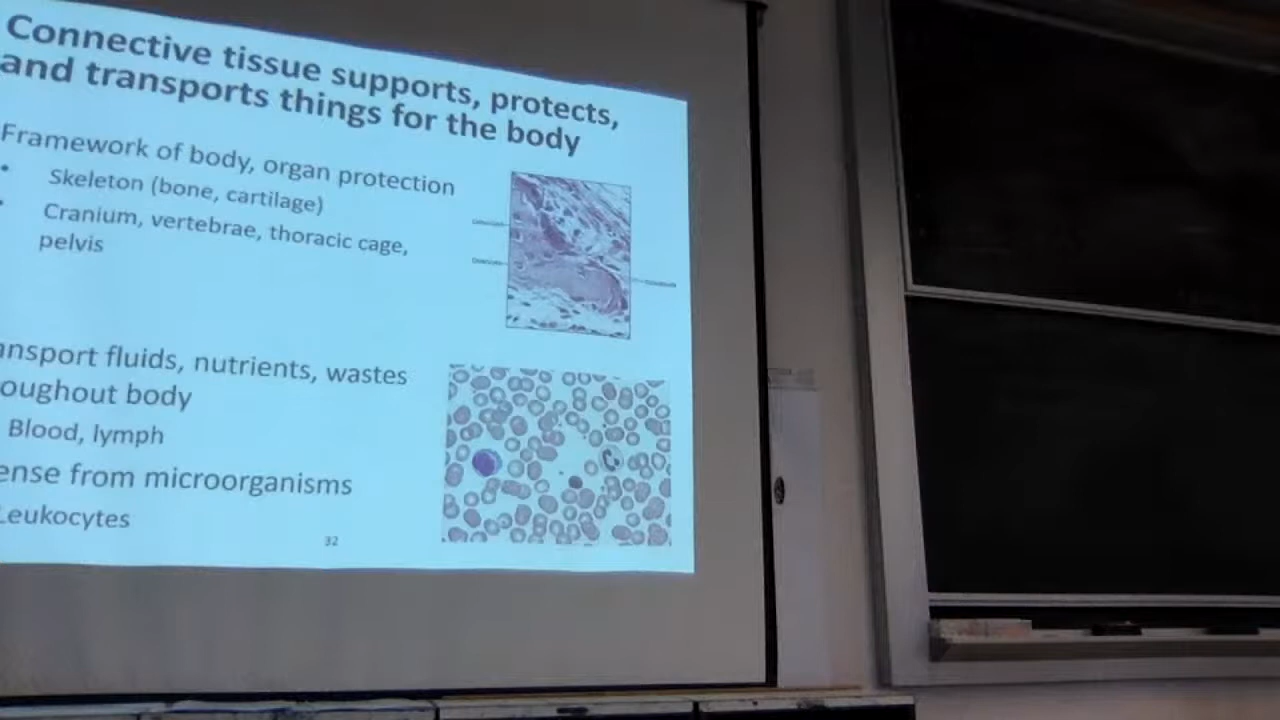 Connective tissue supports, protects,
and transports things for the body
Framework of body, organ protection
• Skeleton (bone, cartilage)
• Cranium, vertebrae, thoracic cage,
pelvis
ansport fluids, nutrients, wastes
oughout body
Blood, lymph
ense from microorganisms
Leukocytes
32